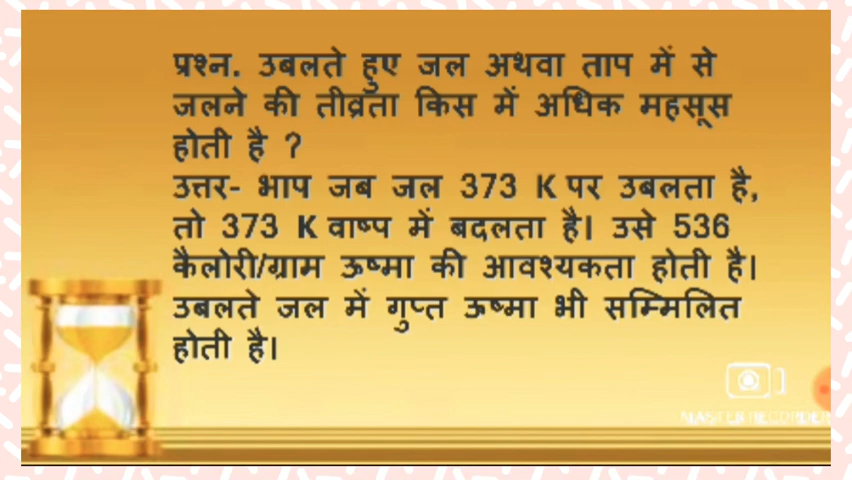 प्रश्न. उबलते हुए जल अथवा ताप में से
जलने की तीव्रता किस में अधिक महसूस
होती है ?
उत्तर- भाप जब जल 373 K पर उबलता है,
तो 373 K वाष्प में बदलता है। उसे 536
कैलोरी/ग्राम ऊष्मा की आवश्यकता होती है।
उबलते जल में गुप्त ऊष्मा भी सम्मिलित
होती है।
MASTER RECORDER